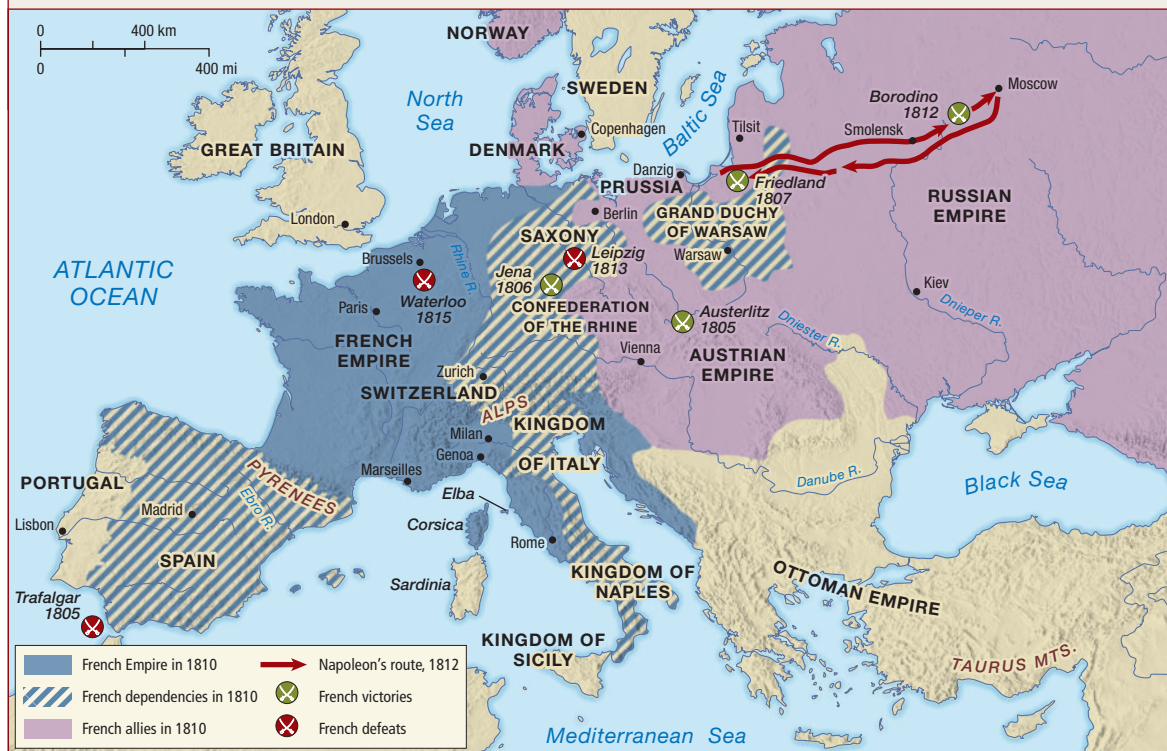 0 400 km
0 400 mi
NORWAY
SWEDEN
North
Sea
Baltic Sea
Moscow
Borodino
1812
Smolensk
Tilsit
Copenhagen
DENMARK
GREAT BRITAIN
London
Danzig
PRUSSIA
Friedland
1807
RUSSIAN
EMPIRE
Berlin
GRAND DUCHY
OF WARSAW
Warsaw
SAXONY
Leipzig
1813
Jena
1806
Brussels
Rhine R.
ATLANTIC
OCEAN
Waterloo
1815
Paris
CONFEDERATION
OF THE RHINE
Austerlitz
1805
Kiev
Dnieper R.
Dniester R.
FRENCH
EMPIRE
Vienna
AUSTRIAN
EMPIRE
Zurich
SWITZERLAND
ALPS
KINGDOM
OF ITALY
Milan
Genoa
Marseilles
PYRENEES
Ebro R.
PORTUGAL
Madrid
Lisbon
SPAIN
Elba
Corsica
Rome
Danube R.
Black Sea
Sardinia
KINGDOM OF
NAPLES
OTTOMAN EMPIRE
Trafalgar
1805
KINGDOM OF
SICILY
TAURUS MTS.
Mediterranean Sea
French Empire in 1810
French dependencies in 1810
French allies in 1810
Napoleon's route, 1812
French victories
French defeats